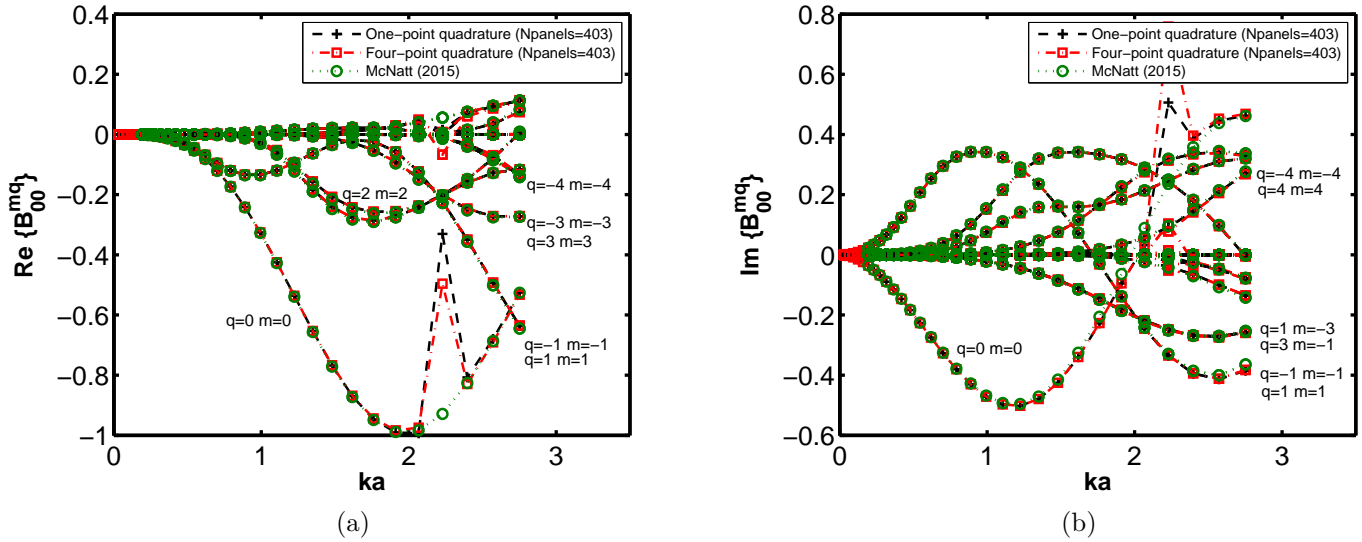 One−point quadrature (Npanels=403)
Four−point quadrature (Npanels=403)
McNatt (2015)
0.4
0.2
0
−0.2
−0.4
−0.6
−0.8
−1
Re {B00^mq}
q=2 m=2
q=0 m=0
q=−4 m=−4
q=−3 m=−3
q=3 m=3
q=−1 m=−1
q=1 m=1
0 1 2 3
ka
(a)
One−point quadrature (Npanels=403)
Four−point quadrature (Npanels=403)
McNatt (2015)
0.8
0.6
0.4
0.2
0
−0.2
−0.4
−0.6
Im {B00^mq}
q=0 m=0
q=−4 m=−4
q=4 m=4
q=1 m=−3
q=3 m=−1
q=−1 m=−1
q=1 m=1
0 1 2 3
ka
(b)